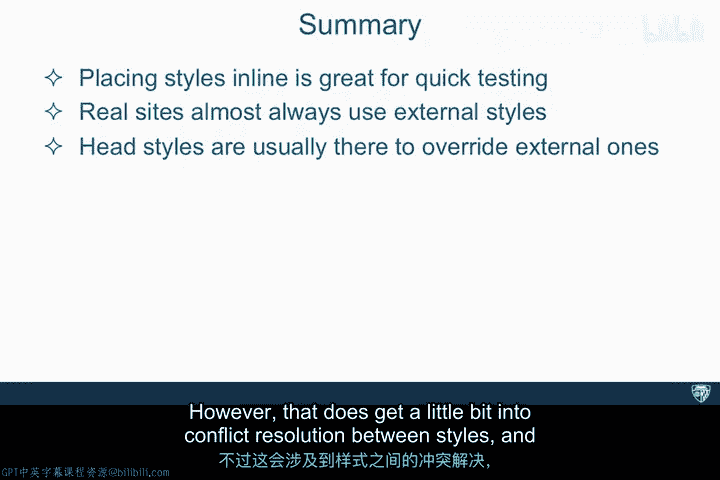 Summary
Placing styles inline is great for quick testing
Real sites almost always use external styles
Head styles are usually there to override external ones
However, that does get a little bit into
conflict resolution between styles, and
不过这会涉及到样式之间的冲突解决，
GPT中英字幕课程资源@bilibili.com